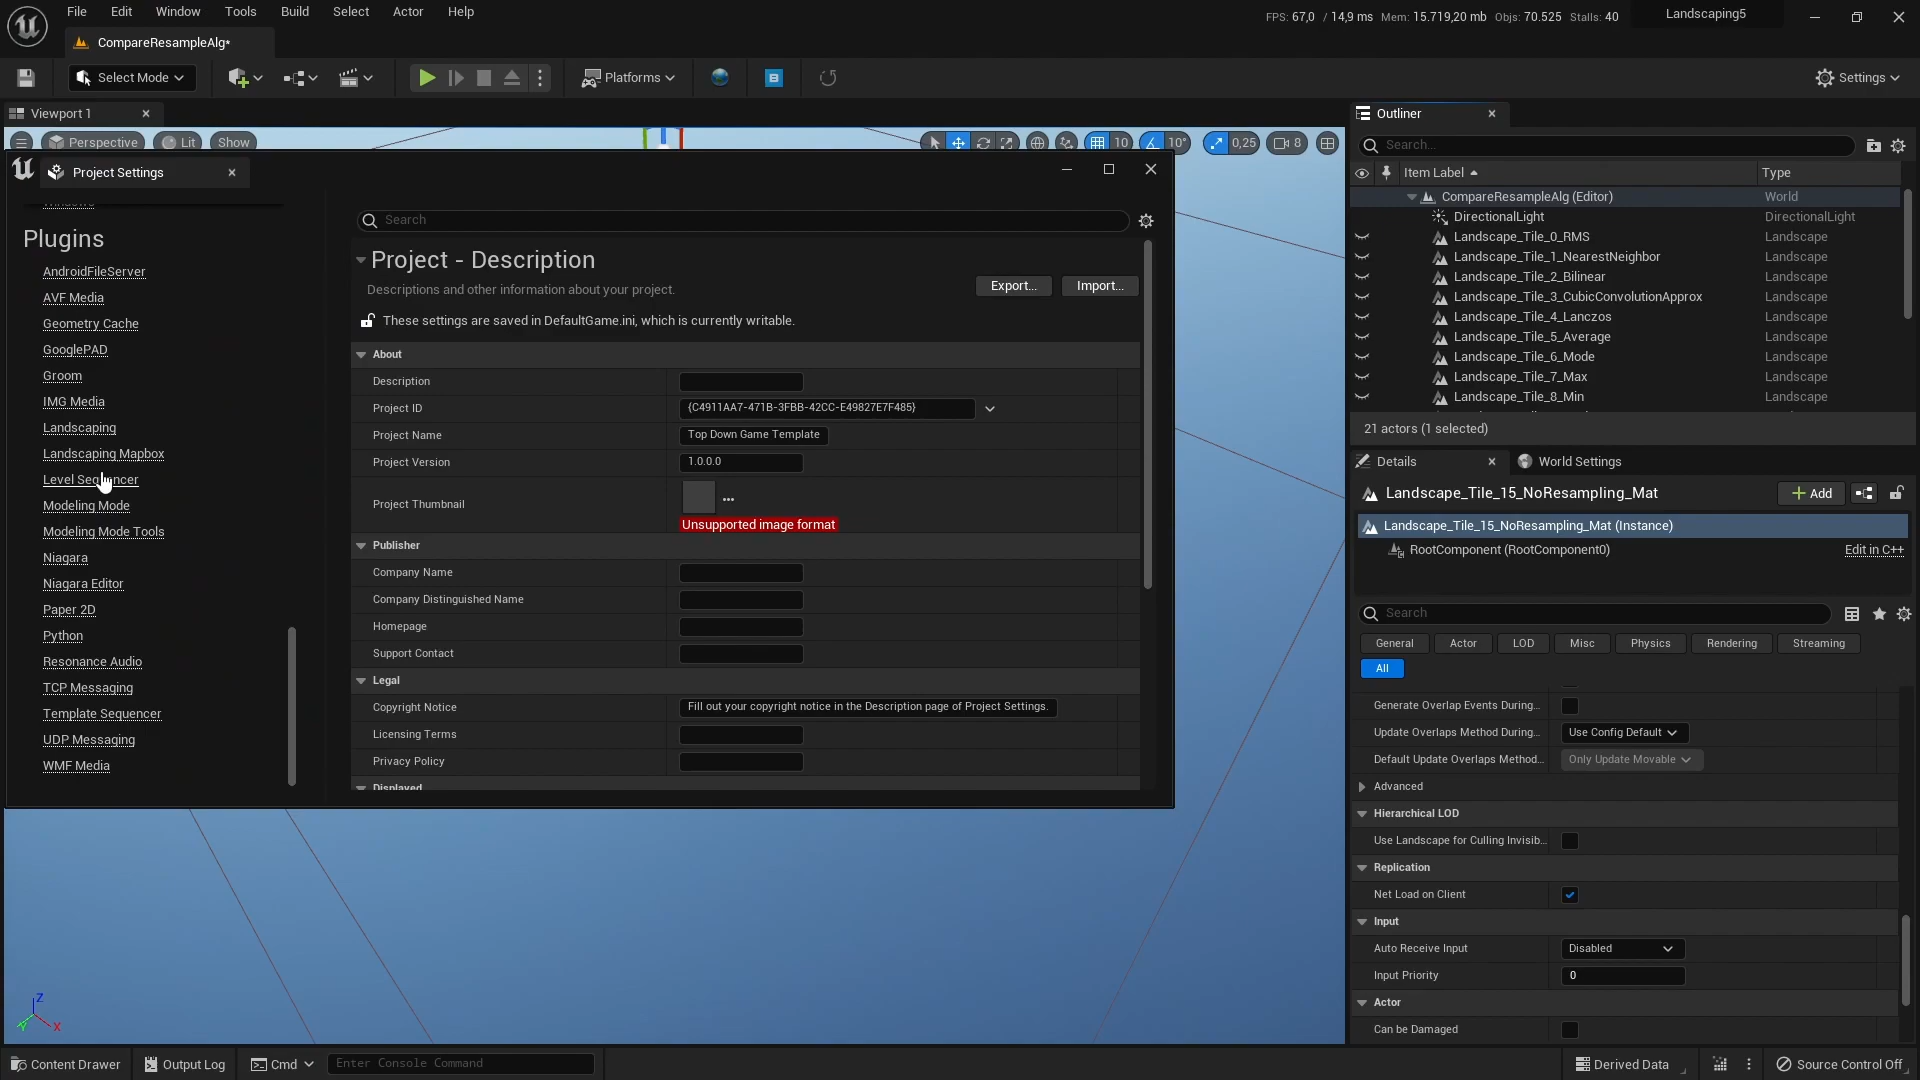 File Edit Window Tools Build Select Actor Help
FPS: 67,0 / 14,9 ms Mem: 15.719,20 mb Objs: 70.525 Stalls: 40
Landscaping5
CompareResampleAlg*
Select Mode
Platforms
Settings
Viewport 1
Perspective Lit Show
10 10° 0,25 8
Project Settings
Windows
Plugins
AndroidFileServer
AVF Media
Geometry Cache
GooglePAD
Groom
IMG Media
Landscaping
Landscaping Mapbox
Level Sequencer
Modeling Mode
Modeling Mode Tools
Niagara
Niagara Editor
Paper 2D
Python
Resonance Audio
TCP Messaging
Template Sequencer
UDP Messaging
WMF Media
Search
Project - Description
Descriptions and other information about your project.
Export... Import...
These settings are saved in DefaultGame.ini, which is currently writable.
About
Description
Project ID {C4911AA7-471B-3FBB-42CC-E49827E7F485}
Project Name Top Down Game Template
Project Version 1.0.0.0
Project Thumbnail
Unsupported image format
Publisher
Company Name
Company Distinguished Name
Homepage
Support Contact
Legal
Copyright Notice Fill out your copyright notice in the Description page of Project Settings.
Licensing Terms
Privacy Policy
Displayed
Outliner
Search...
Item Label Type
CompareResampleAlg (Editor) World
DirectionalLight DirectionalLight
Landscape_Tile_0_RMS Landscape
Landscape_Tile_1_NearestNeighbor Landscape
Landscape_Tile_2_Bilinear Landscape
Landscape_Tile_3_CubicConvolutionApprox Landscape
Landscape_Tile_4_Lanczos Landscape
Landscape_Tile_5_Average Landscape
Landscape_Tile_6_Mode Landscape
Landscape_Tile_7_Max Landscape
Landscape_Tile_8_Min Landscape
21 actors (1 selected)
Details World Settings
Landscape_Tile_15_NoResampling_Mat
Add
Landscape_Tile_15_NoResampling_Mat (Instance)
RootComponent (RootComponent0) Edit in C++
Search
General Actor LOD Misc Physics Rendering Streaming
All
Generate Overlap Events During...
Update Overlaps Method During... Use Config Default
Default Update Overlaps Method... Only Update Movable
Advanced
Hierarchical LOD
Use Landscape for Culling Invisib...
Replication
Net Load on Client
Input
Auto Receive Input Disabled
Input Priority 0
Actor
Can be Damaged
Content Drawer Output Log Cmd Enter Console Command
Derived Data Source Control Off
Z
Y X